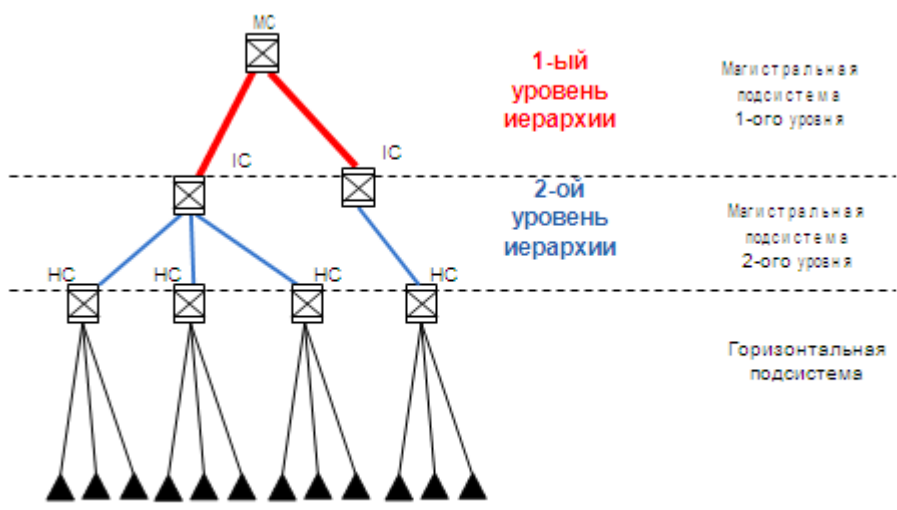 МС
1-ый
уровень
иерархии
Магистральная
подсистема
1-ого уровня
IC
IC
2-ой
уровень
иерархии
Магистральная
подсистема
2-ого уровня
НС
НС
НС
НС
Горизонтальная
подсистема